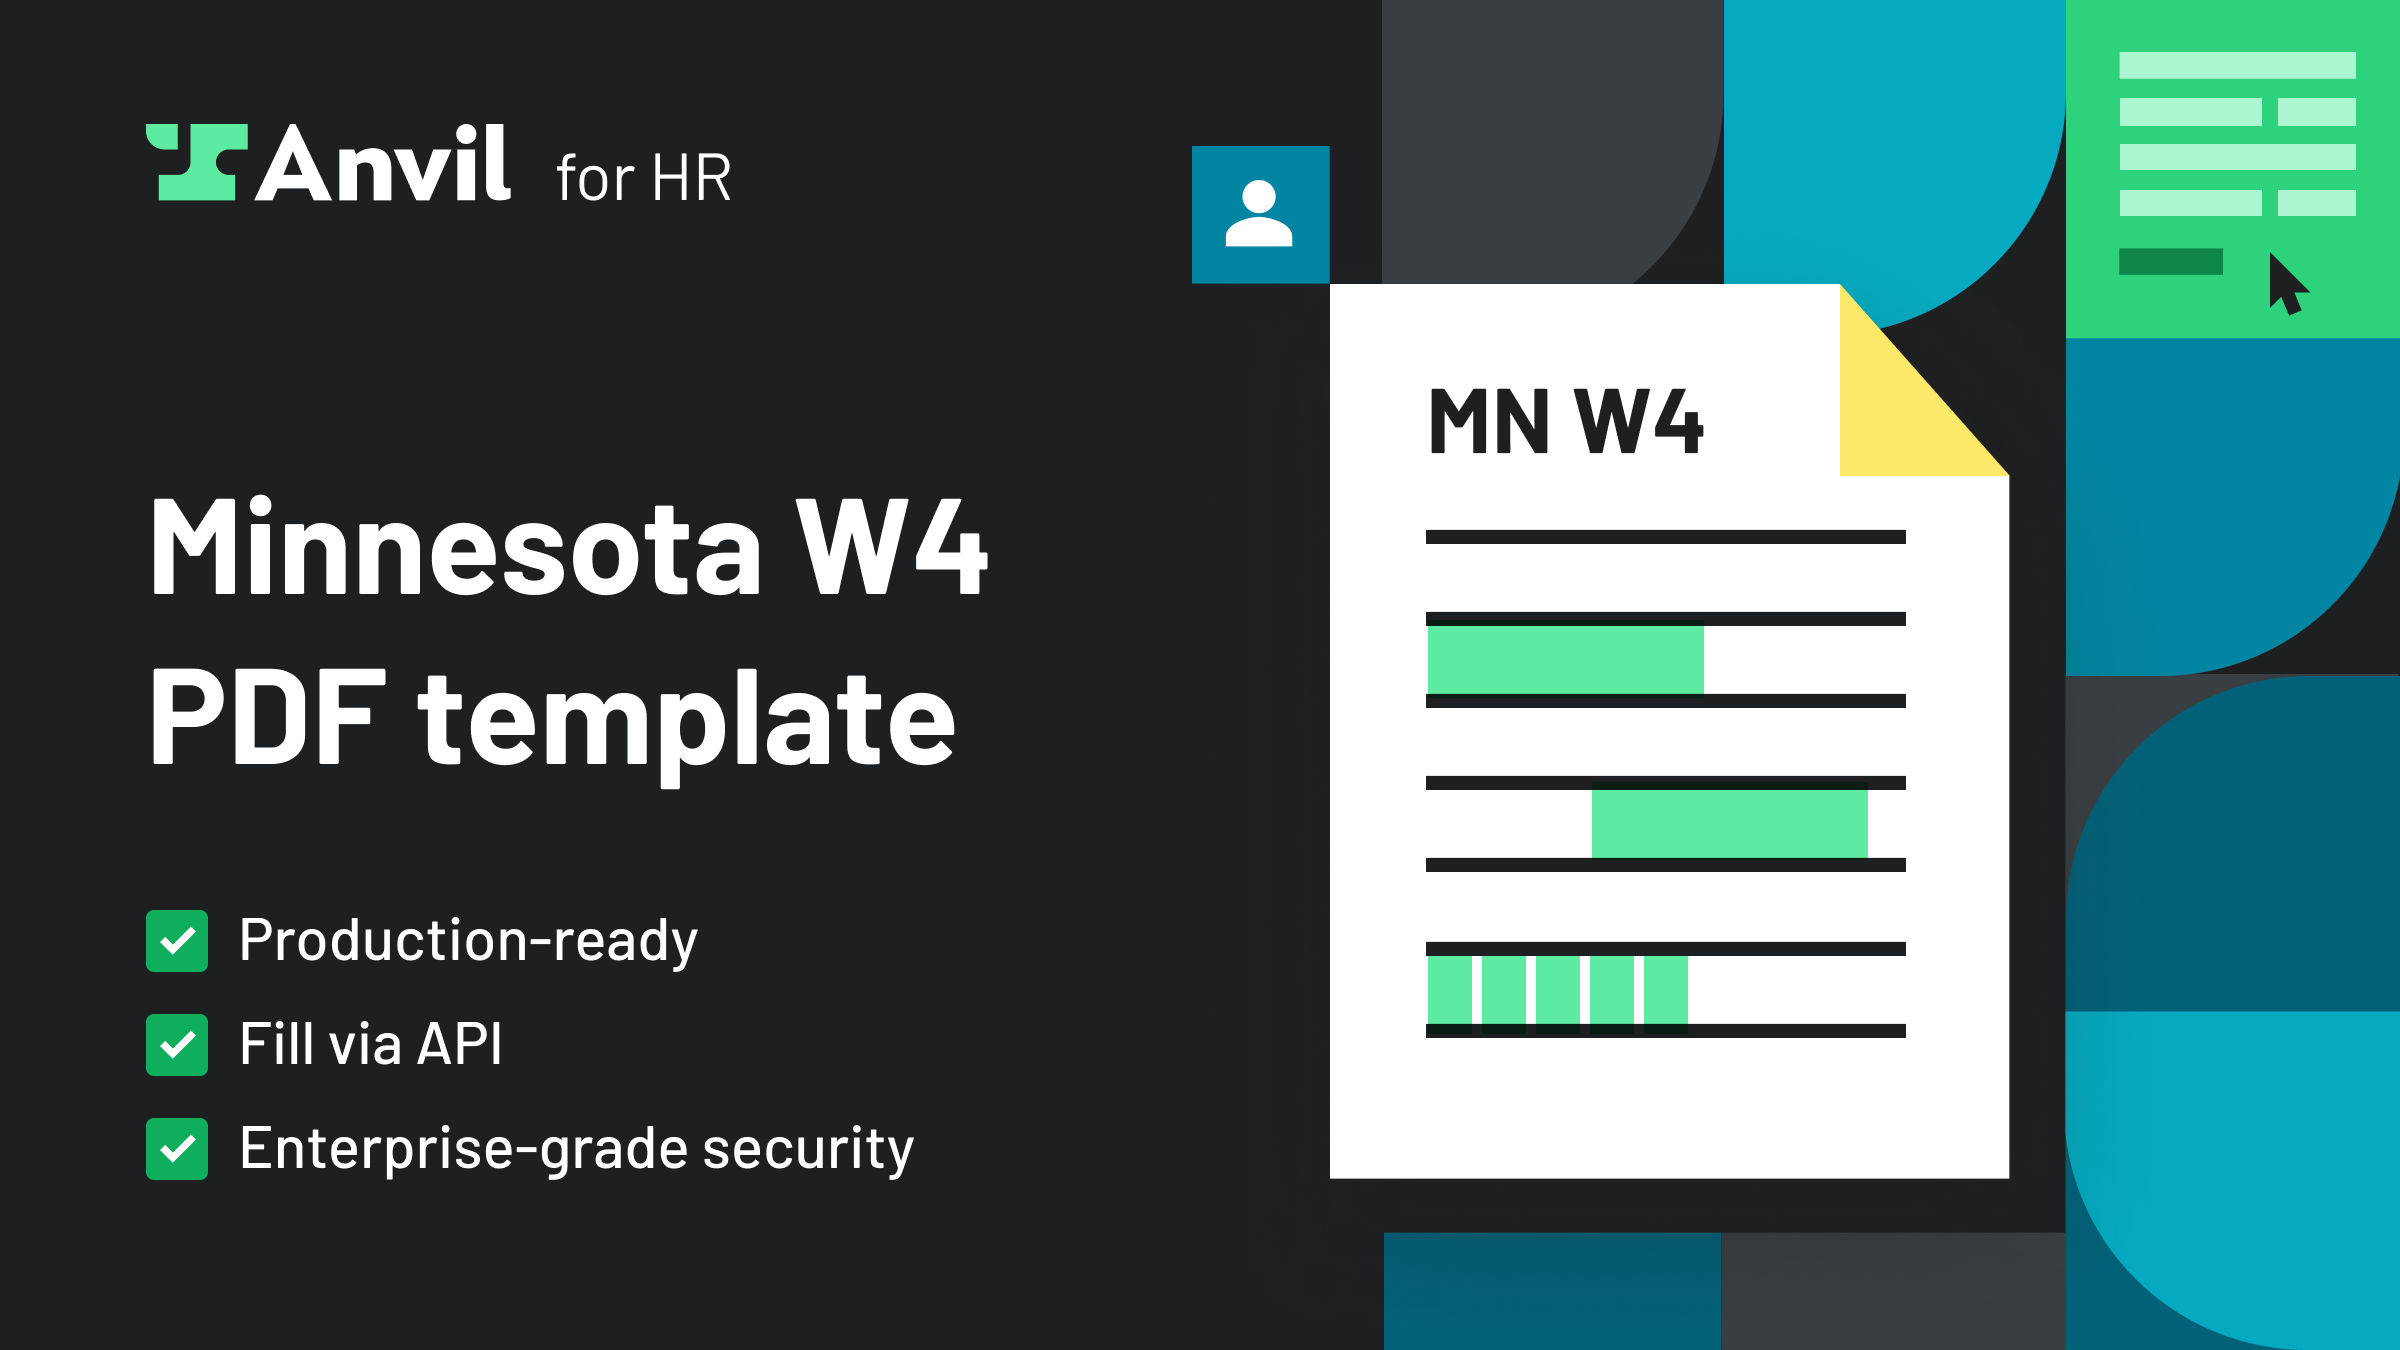 Anvil for HR
Minnesota W4
PDF template
Production-ready
Fill via API
Enterprise-grade security
MN W4